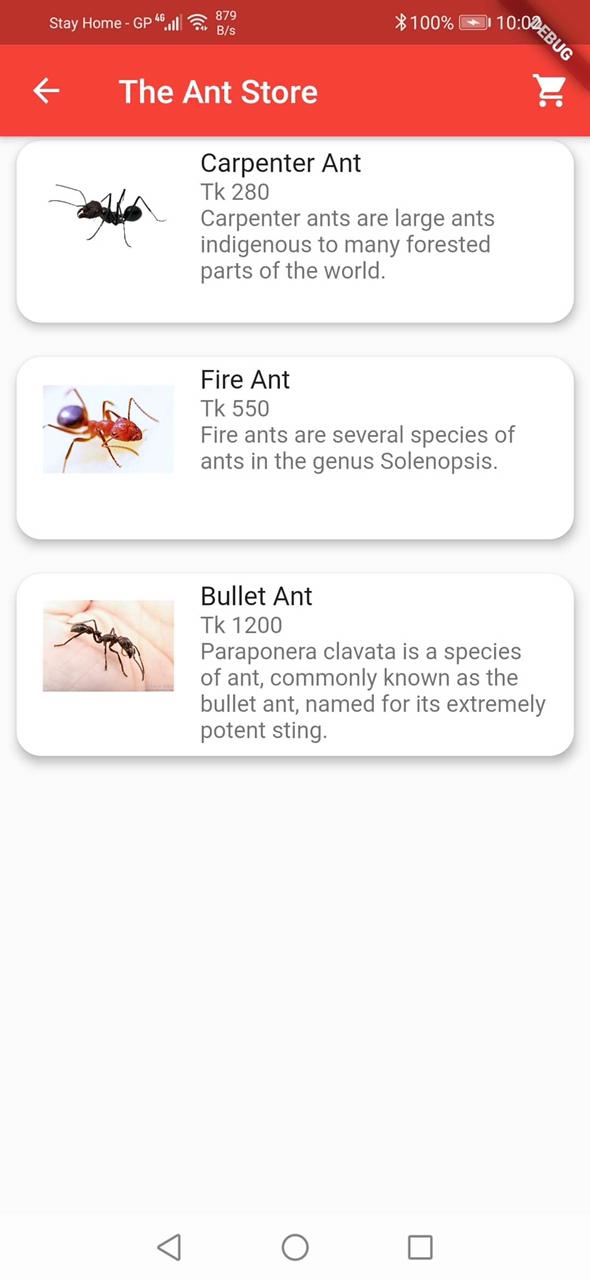 Stay Home - GP 4G 879 B/s 100% 10:02
DEBUG
The Ant Store
Carpenter Ant
Tk 280
Carpenter ants are large ants
indigenous to many forested
parts of the world.
Fire Ant
Tk 550
Fire ants are several species of
ants in the genus Solenopsis.
Bullet Ant
Tk 1200
Paraponera clavata is a species
of ant, commonly known as the
bullet ant, named for its extremely
potent sting.